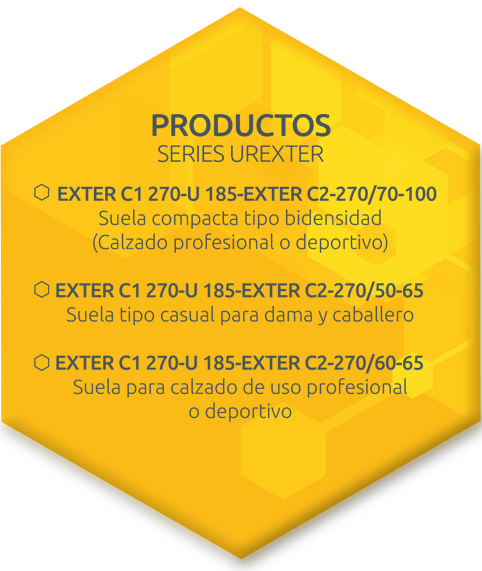 PRODUCTOS
SERIES UREXTER
EXTER C1 270-U 185-EXTER C2-270/70-100
Suela compacta tipo bidensidad
(Calzado profesional o deportivo)
EXTER C1 270-U 185-EXTER C2-270/50-65
Suela tipo casual para dama y caballero
EXTER C1 270-U 185-EXTER C2-270/60-65
Suela para calzado de uso profesional
o deportivo